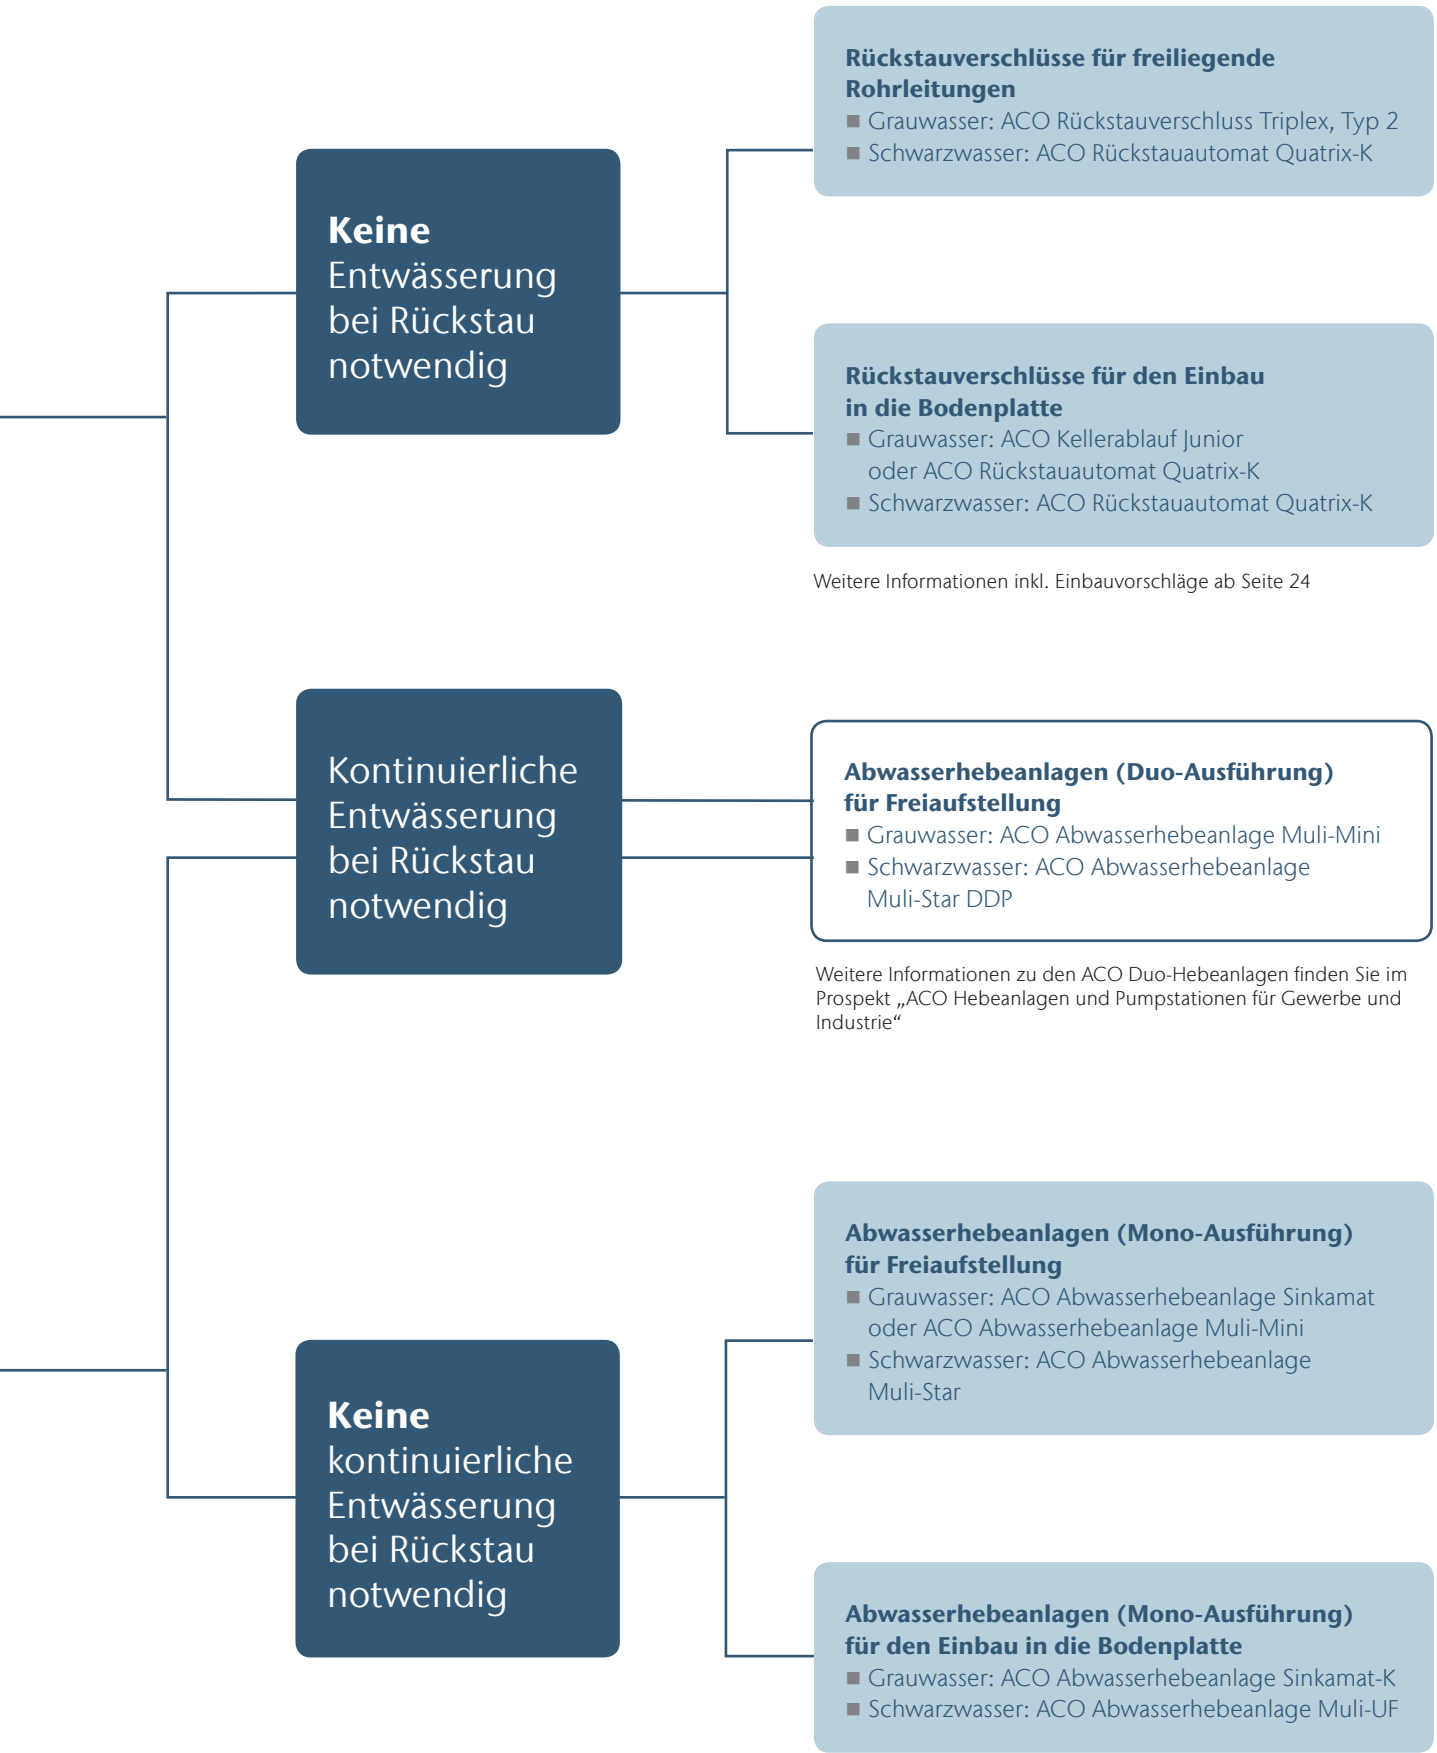 Rückstauverschlüsse für freiliegende
Rohrleitungen
■ Grauwasser: ACO Rückstauverschluss Triplex, Typ 2
■ Schwarzwasser: ACO Rückstauautomat Quatrix-K
Keine
Entwässerung
bei Rückstau
notwendig
Rückstauverschlüsse für den Einbau
in die Bodenplatte
■ Grauwasser: ACO Kellerablauf Junior
oder ACO Rückstauautomat Quatrix-K
■ Schwarzwasser: ACO Rückstauautomat Quatrix-K
Weitere Informationen inkl. Einbauvorschläge ab Seite 24
Kontinuierliche
Entwässerung
bei Rückstau
notwendig
Abwasserhebeanlagen (Duo-Ausführung)
für Freiaufstellung
■ Grauwasser: ACO Abwasserhebeanlage Muli-Mini
■ Schwarzwasser: ACO Abwasserhebeanlage
Muli-Star DDP
Weitere Informationen zu den ACO Duo-Hebeanlagen finden Sie im
Prospekt „ACO Hebeanlagen und Pumpstationen für Gewerbe und
Industrie“
Abwasserhebeanlagen (Mono-Ausführung)
für Freiaufstellung
■ Grauwasser: ACO Abwasserhebeanlage Sinkamat
oder ACO Abwasserhebeanlage Muli-Mini
■ Schwarzwasser: ACO Abwasserhebeanlage
Muli-Star
Keine
kontinuierliche
Entwässerung
bei Rückstau
notwendig
Abwasserhebeanlagen (Mono-Ausführung)
für den Einbau in die Bodenplatte
■ Grauwasser: ACO Abwasserhebeanlage Sinkamat-K
■ Schwarzwasser: ACO Abwasserhebeanlage Muli-UF